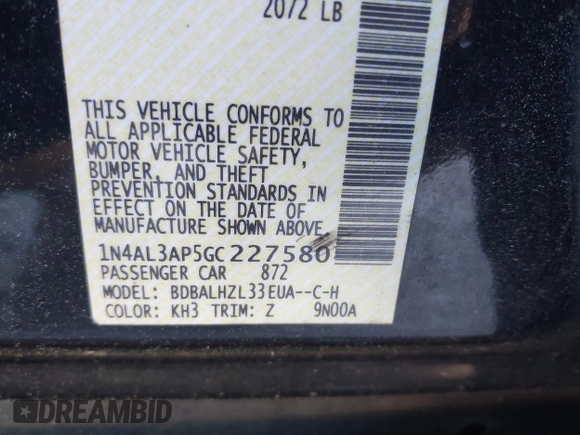 2072 LB
THIS VEHICLE CONFORMS TO
ALL APPLICABLE FEDERAL
MOTOR VEHICLE SAFETY,
BUMPER, AND THEFT
PREVENTION STANDARDS IN
EFFECT ON THE DATE OF
MANUFACTURE SHOWN ABOVE.
1N4AL3AP5GC227580
PASSENGER CAR 872
MODEL: BDBALHZL33EUA--C-H
COLOR: KH3 TRIM: Z 9N00A
DREAMBID